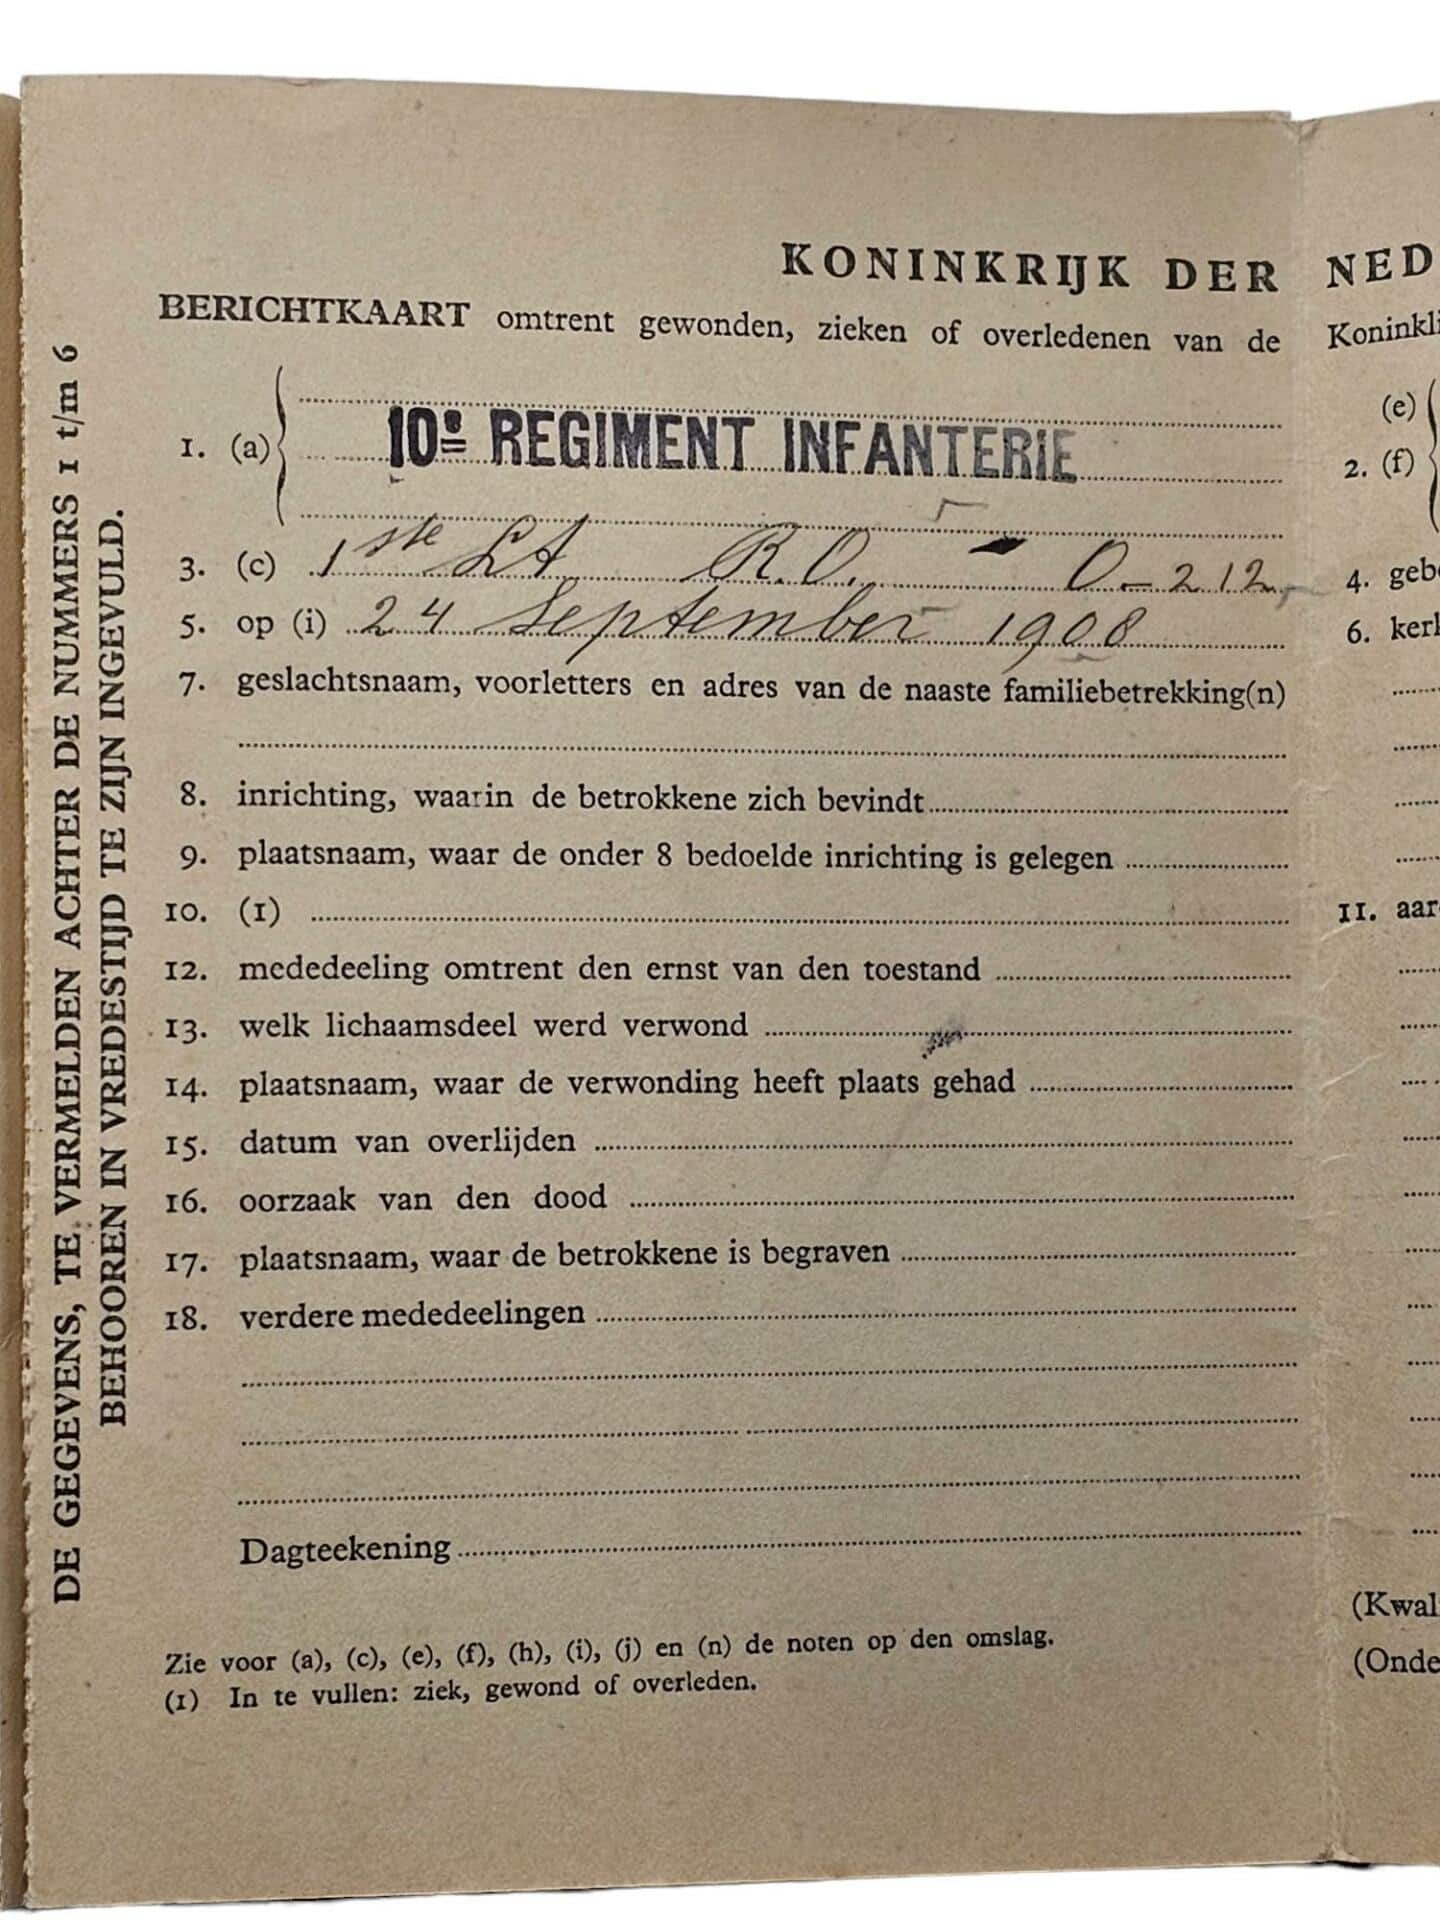 KONINKRIJK DER NED
BERICHTKAART omtrent gewonden, zieken of overledenen van de Koninkli
1. (a) 10e REGIMENT INFANTERIE
(e)
2. (f)
3. (c) 1ste Lt R.O. O-212
4. geb
5. op (i) 24 September 1908
6. kerk
7. geslachtsnaam, voorletters en adres van de naaste familiebetrekking(n)
8. inrichting, waarin de betrokkene zich bevindt
9. plaatsnaam, waar de onder 8 bedoelde inrichting is gelegen
10. (1)
11. aar
12. mededeeling omtrent den ernst van den toestand
13. welk lichaamsdeel werd verwond
14. plaatsnaam, waar de verwonding heeft plaats gehad
15. datum van overlijden
16. oorzaak van den dood
17. plaatsnaam, waar de betrokkene is begraven
18. verdere mededeelingen
Dagteekening
(Kwal
(Onde
Zie voor (a), (c), (e), (f), (h), (i), (j) en (n) de noten op den omslag.
(1) In te vullen: ziek, gewond of overleden.
DE GEGEVENS, TE VERMELDEN ACHTER DE NUMMERS 1 t/m 6
BEHOOREN IN VREDESTIJD TE ZIJN INGEVULD.